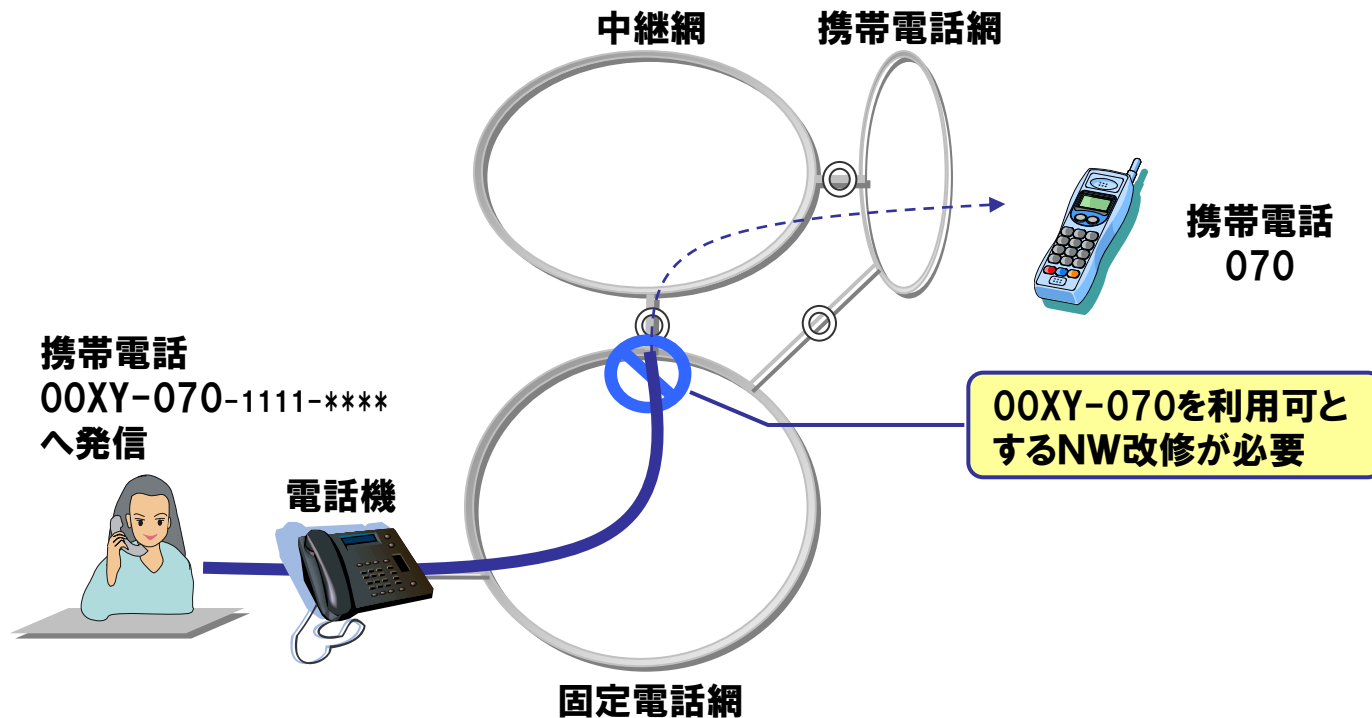 中継網
携帯電話網
携帯電話
070
携帯電話
00XY-070-1111-****
へ発信
電話機
00XY-070を利用可と
するNW改修が必要
固定電話網